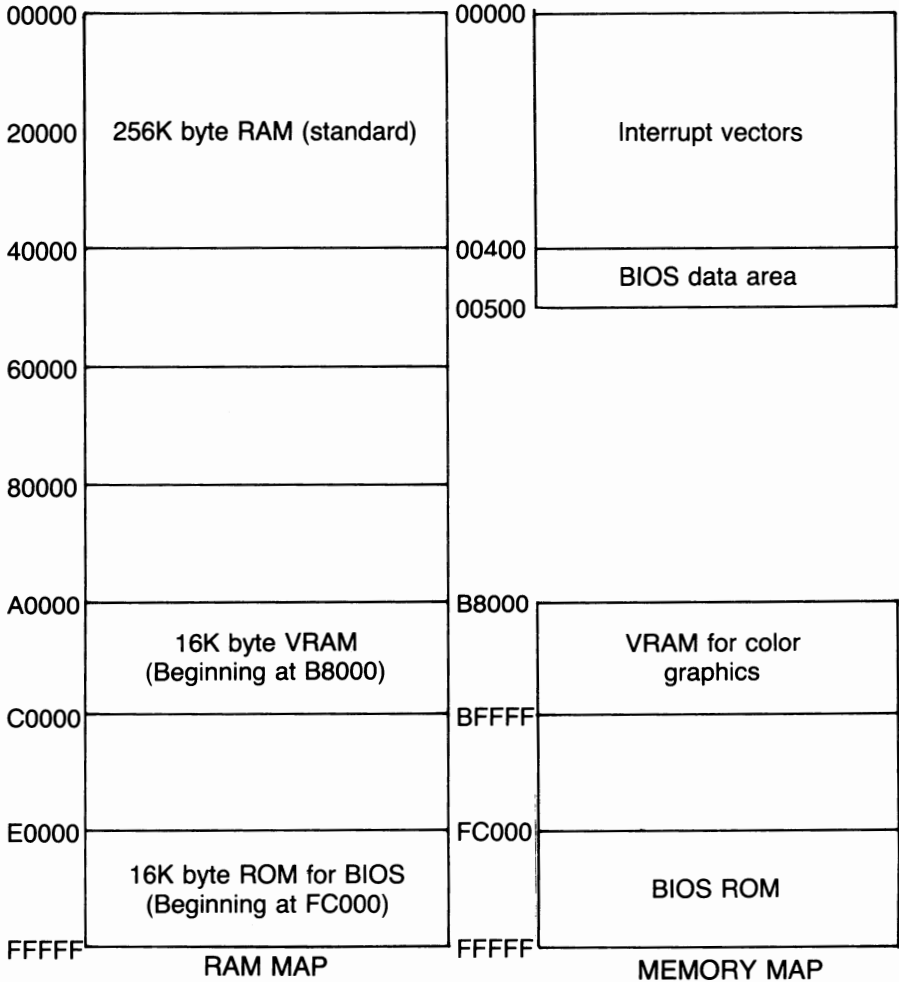 00000
256K byte RAM (standard)
20000
40000
60000
80000
A0000
16K byte VRAM
(Beginning at B8000)
C0000
E0000
16K byte ROM for BIOS
(Beginning at FC000)
FFFFF
RAM MAP
00000
Interrupt vectors
00400
BIOS data area
00500
B8000
VRAM for color
graphics
BFFFF
FC000
BIOS ROM
FFFFF
MEMORY MAP